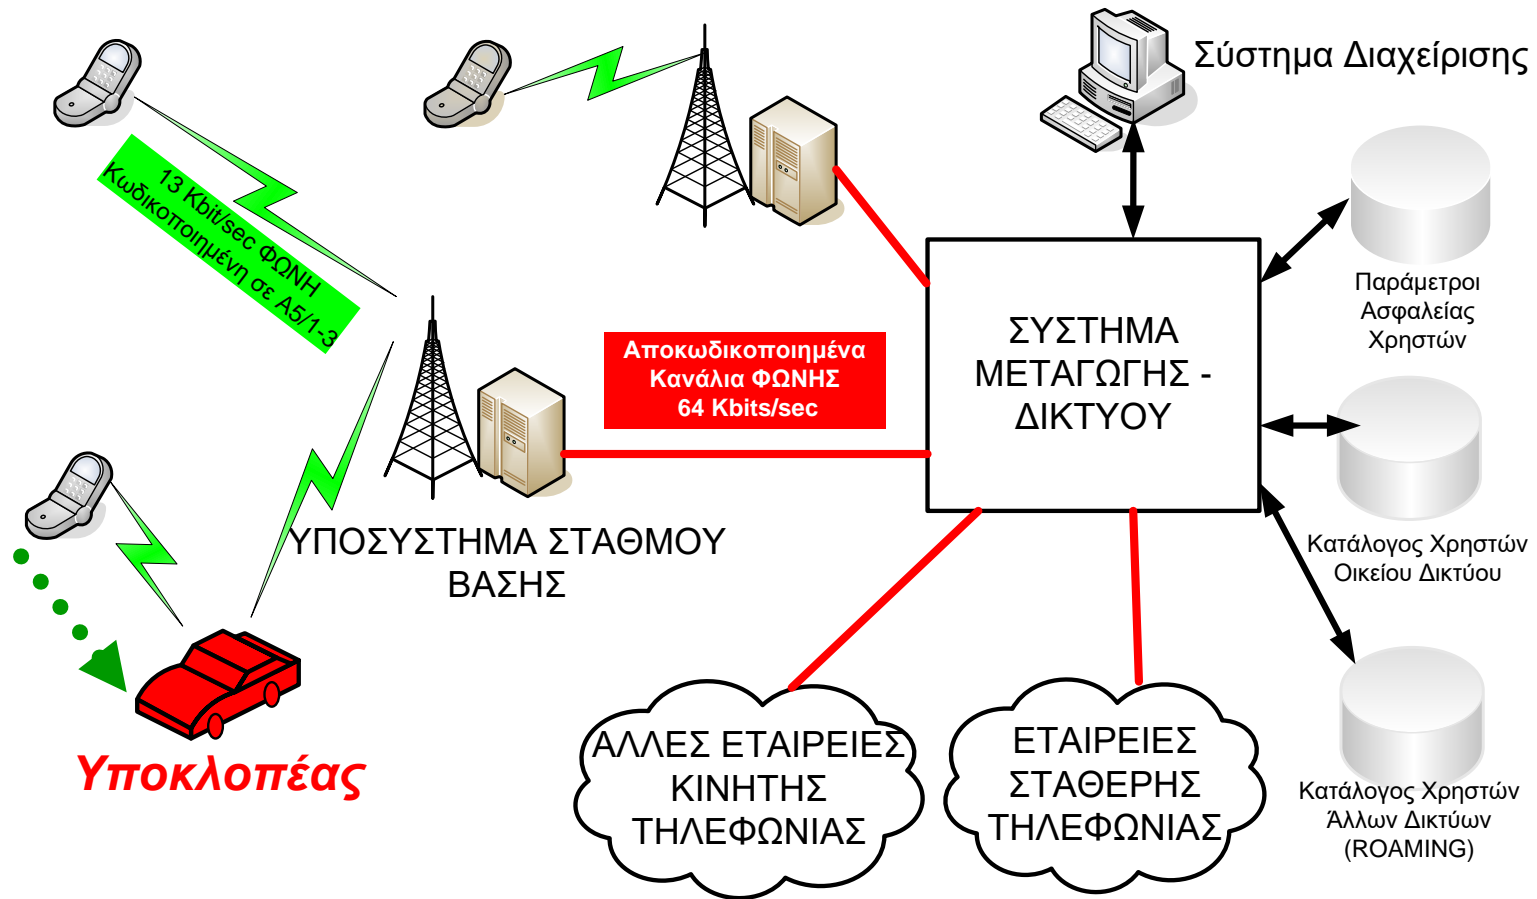 Σύστημα Διαχείρισης
13 Kbit/sec ΦΩΝΗ
Κωδικοποιημένη σε A5/1-3
Παράμετροι
Ασφαλείας
Χρηστών
Αποκωδικοποιημένα
Κανάλια ΦΩΝΗΣ
64 Kbits/sec
ΣΥΣΤΗΜΑ
ΜΕΤΑΓΩΓΗΣ -
ΔΙΚΤΥΟΥ
ΥΠΟΣΥΣΤΗΜΑ ΣΤΑΘΜΟΥ
ΒΑΣΗΣ
Κατάλογος Χρηστών
Οικείου Δικτύου
Υποκλοπέας
ΑΛΛΕΣ ΕΤΑΙΡΕΙΕΣ
ΚΙΝΗΤΗΣ
ΤΗΛΕΦΩΝΙΑΣ
ΕΤΑΙΡΕΙΕΣ
ΣΤΑΘΕΡΗΣ
ΤΗΛΕΦΩΝΙΑΣ
Κατάλογος Χρηστών
Άλλων Δικτύων
(ROAMING)